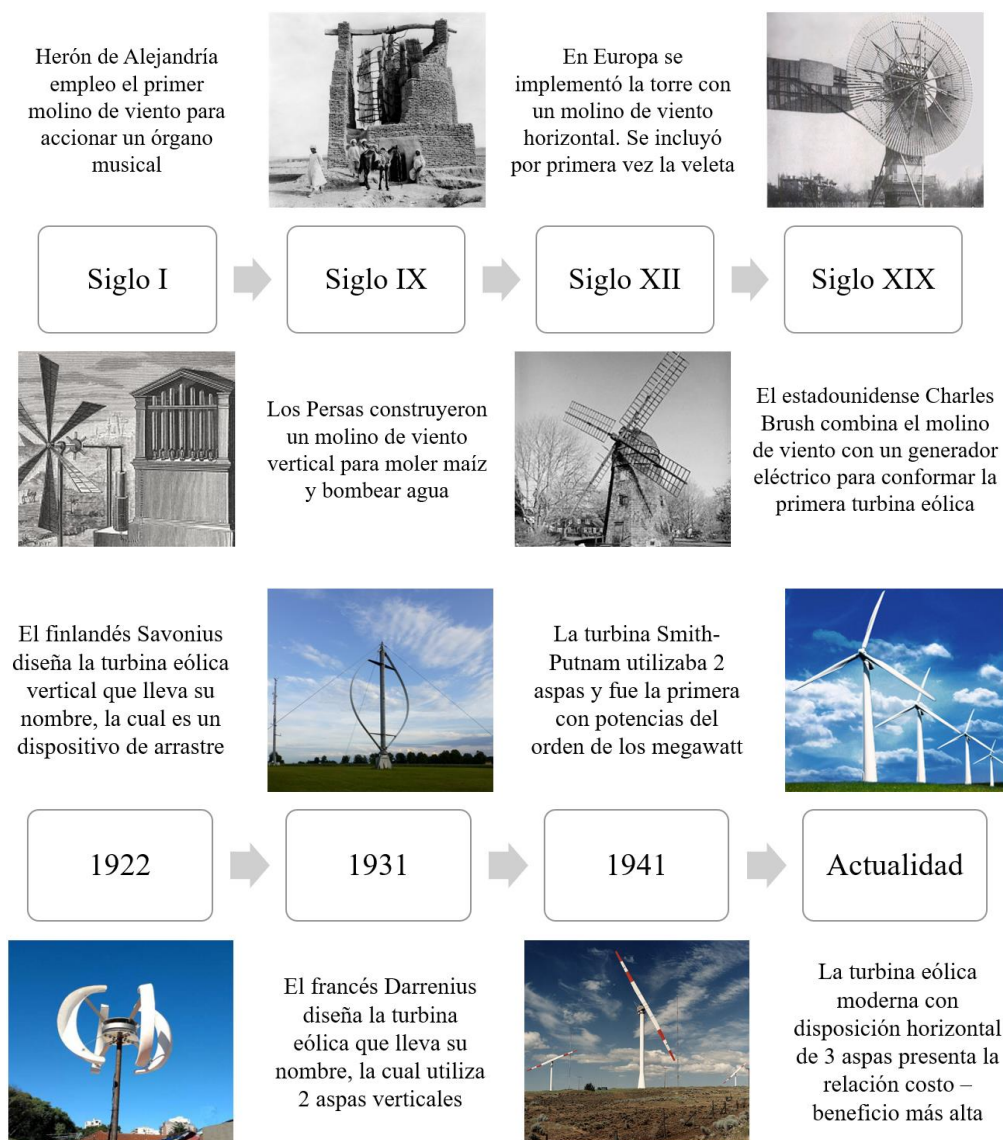 Herón de Alejandría
empleo el primer
molino de viento para
accionar un órgano
musical
En Europa se
implementó la torre con
un molino de viento
horizontal. Se incluyó
por primera vez la veleta
Siglo I
Siglo IX
Siglo XII
Siglo XIX
Los Persas construyeron
un molino de viento
vertical para moler maíz
y bombear agua
El estadounidense Charles
Brush combina el molino
de viento con un generador
eléctrico para conformar la
primera turbina eólica
El finlandés Savonius
diseña la turbina eólica
vertical que lleva su
nombre, la cual es un
dispositivo de arrastre
La turbina Smith-
Putnam utilizaba 2
aspas y fue la primera
con potencias del
orden de los megawatt
1922
1931
1941
Actualidad
El francés Darrenius
diseña la turbina
eólica que lleva su
nombre, la cual utiliza
2 aspas verticales
La turbina eólica
moderna con
disposición horizontal
de 3 aspas presenta la
relación costo –
beneficio más alta